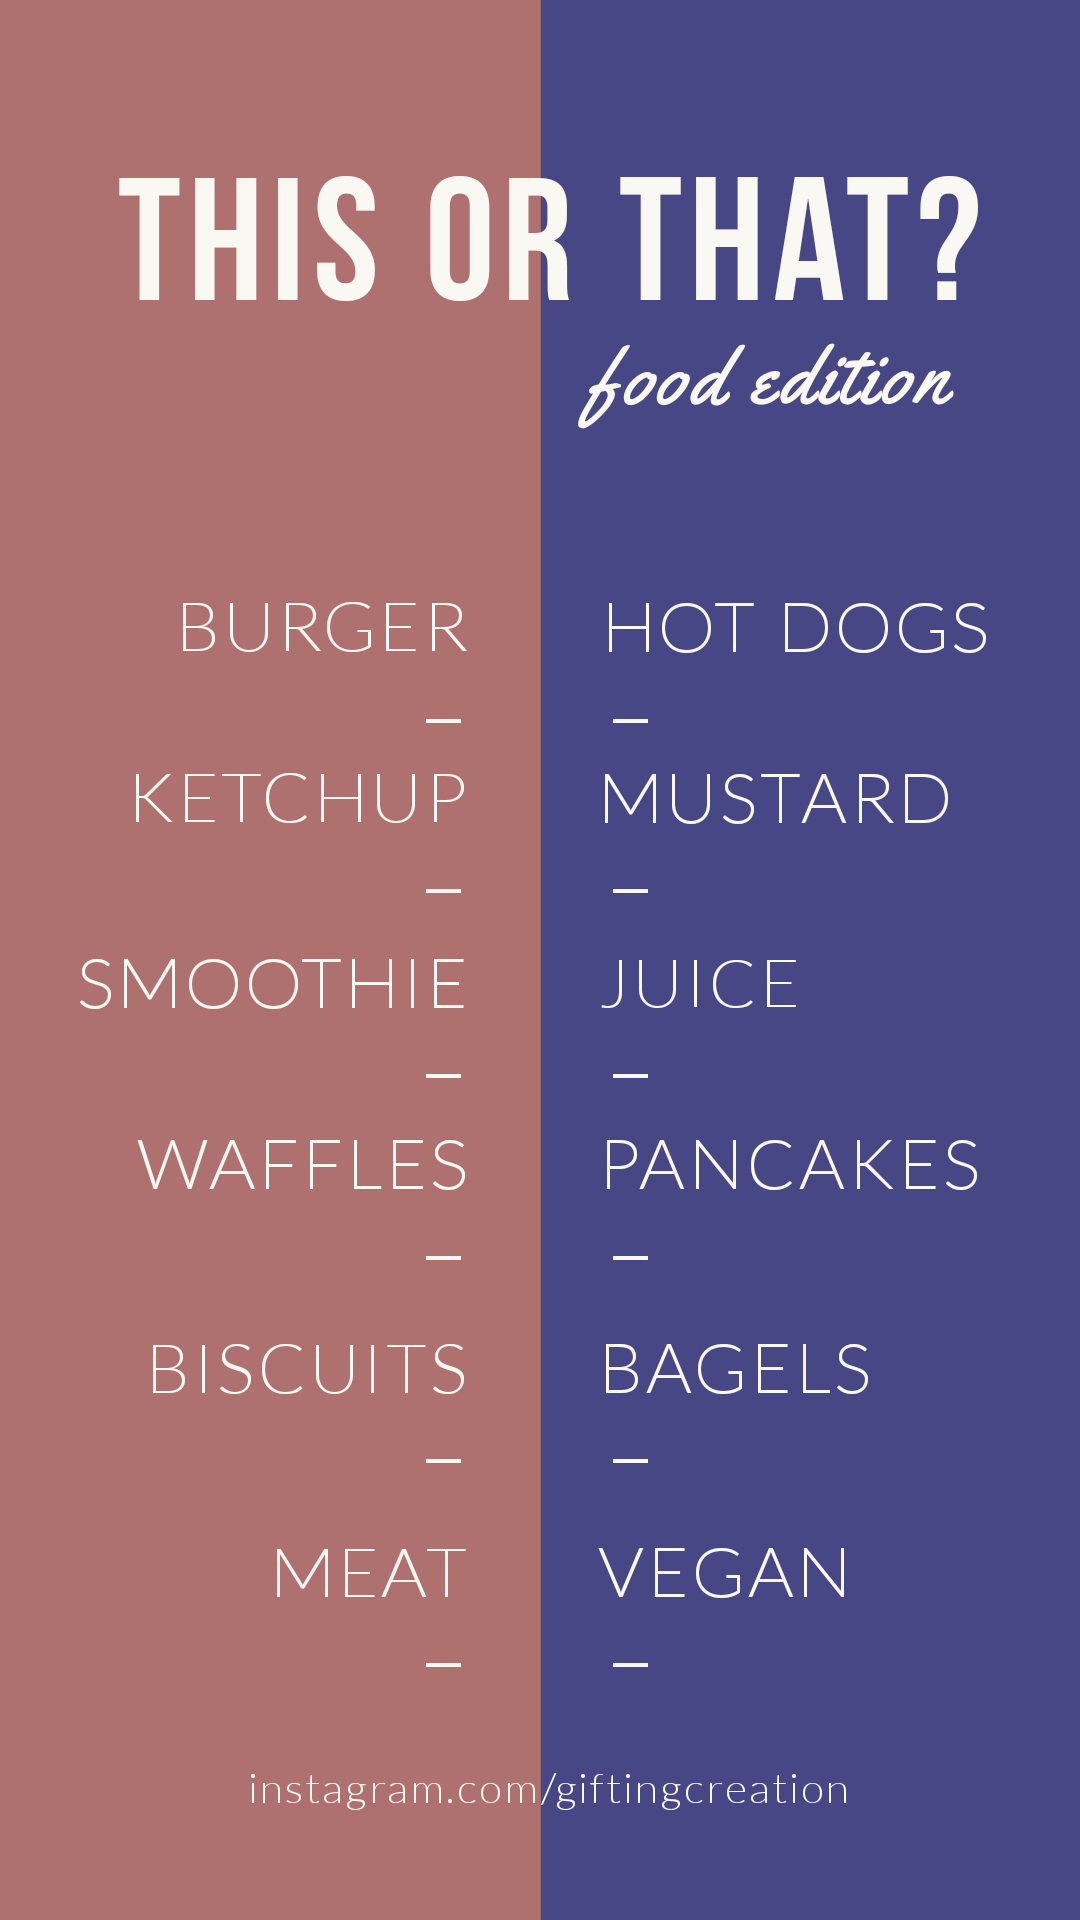 THIS OR THAT?
food edition
BURGER HOT DOGS
KETCHUP MUSTARD
SMOOTHIE JUICE
WAFFLES PANCAKES
BISCUITS BAGELS
MEAT VEGAN
instagram.com/giftingcreation